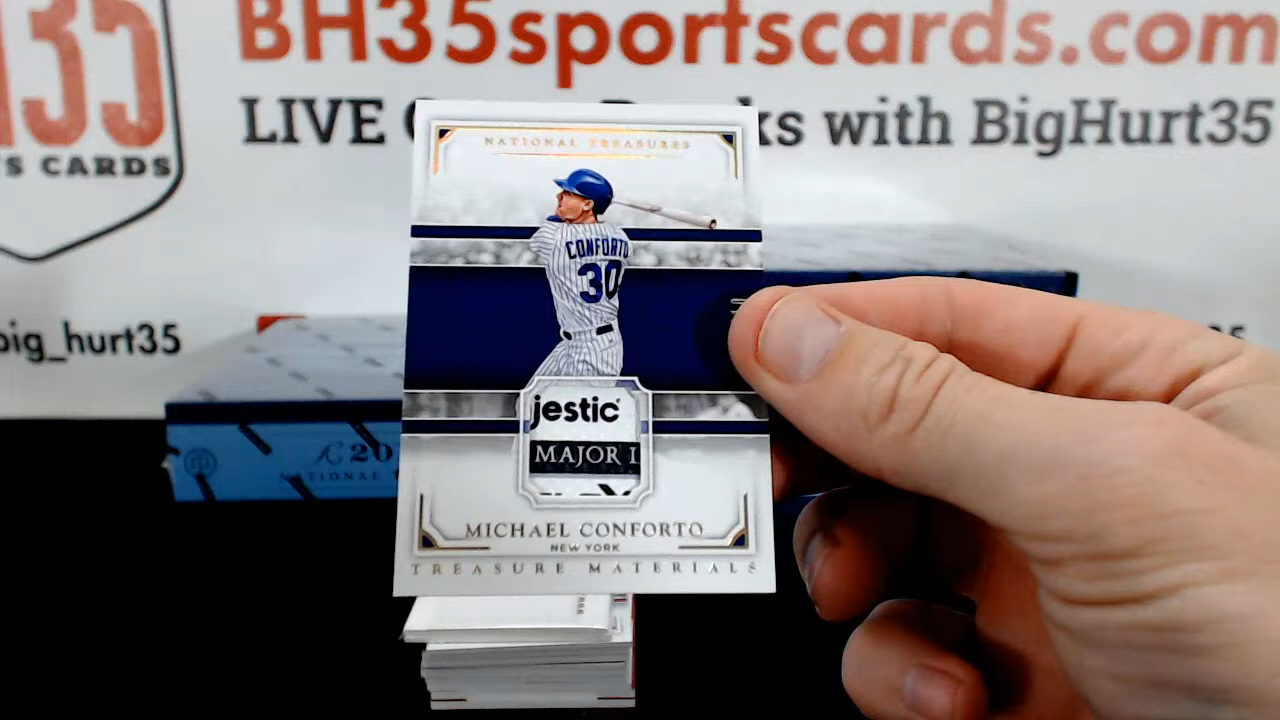 35
BH35sportscards.com
S CARDS
LIVE
ks with BigHurt35
big_hurt35
NATIONAL TREASURES
CONFORTO
30
jestic
MAJOR
MICHAEL CONFORTO
NEW YORK
TREASURE MATERIALS
20
NATIONAL